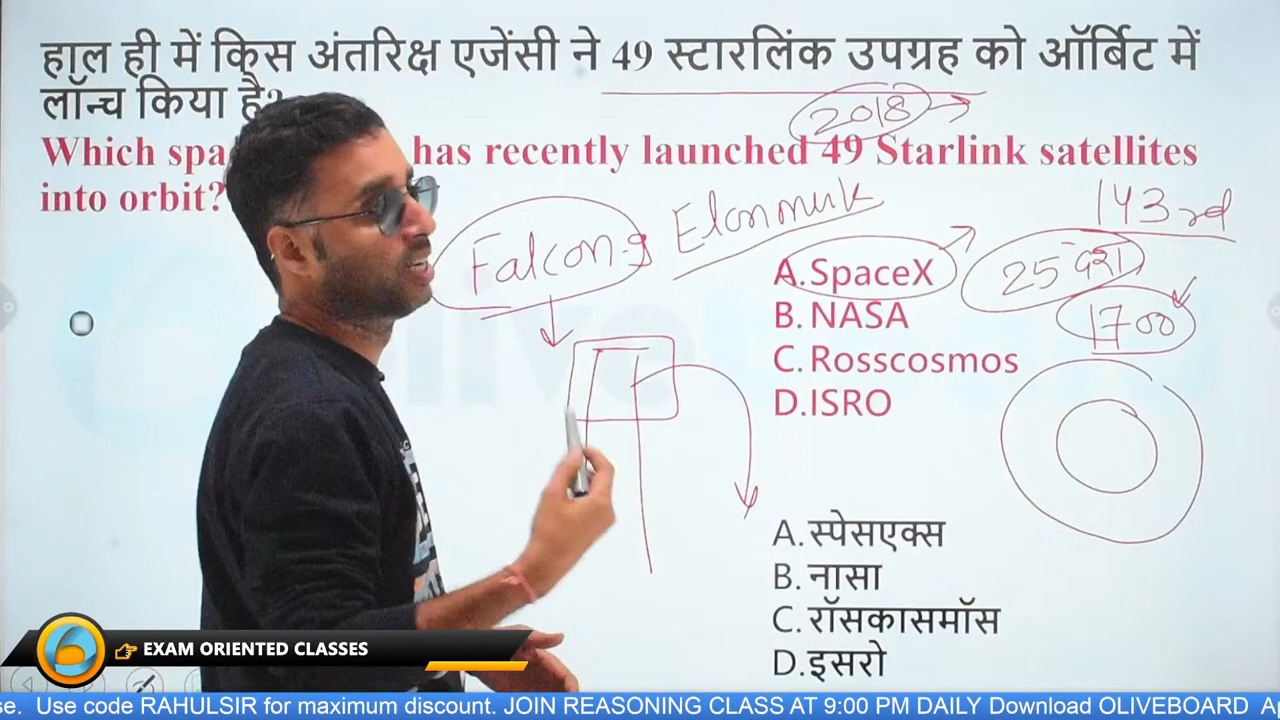 हाल ही में किस अंतरिक्ष एजेंसी ने 49 स्टारलिंक उपग्रह को ऑर्बिट में
लॉन्च किया है?
2018
Which spa has recently launched 49 Starlink satellites
into orbit?
143rd
Falcon-9
Elonmusk
A.SpaceX
25
1700
B. NASA
C. Rosscosmos
D.ISRO
A. स्पेसएक्स
B. नासा
C. रॉसकासमॉस
D.इसरो
EXAM ORIENTED CLASSES
se. Use code RAHULSIR for maximum discount. JOIN REASONING CLASS AT 9:00 PM DAILY Download OLIVEBOARD A